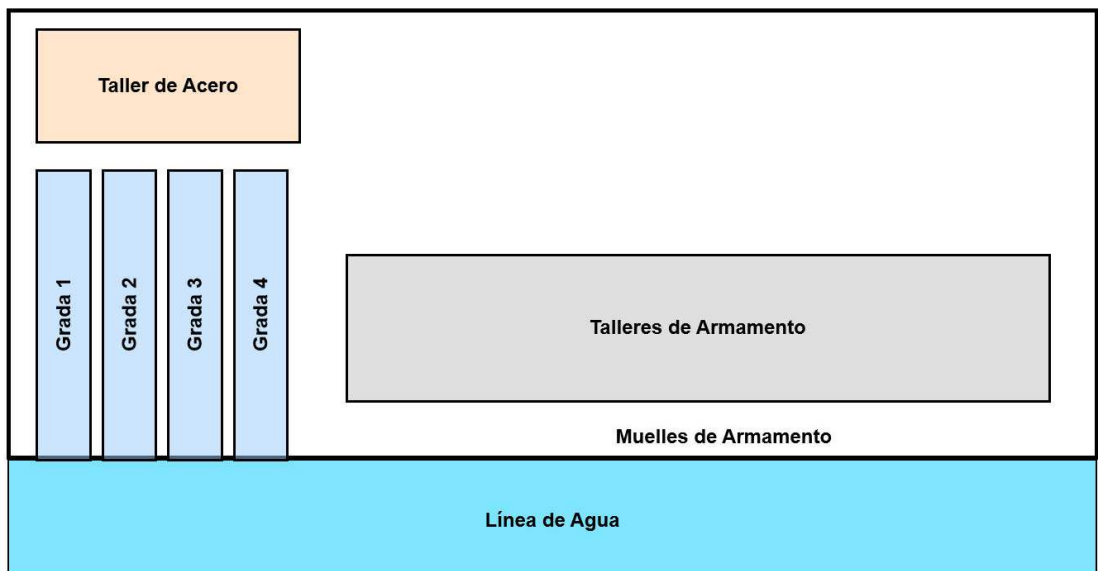 Taller de Acero
Grada 1
Grada 2
Grada 3
Grada 4
Talleres de Armamento
Muelles de Armamento
Línea de Agua